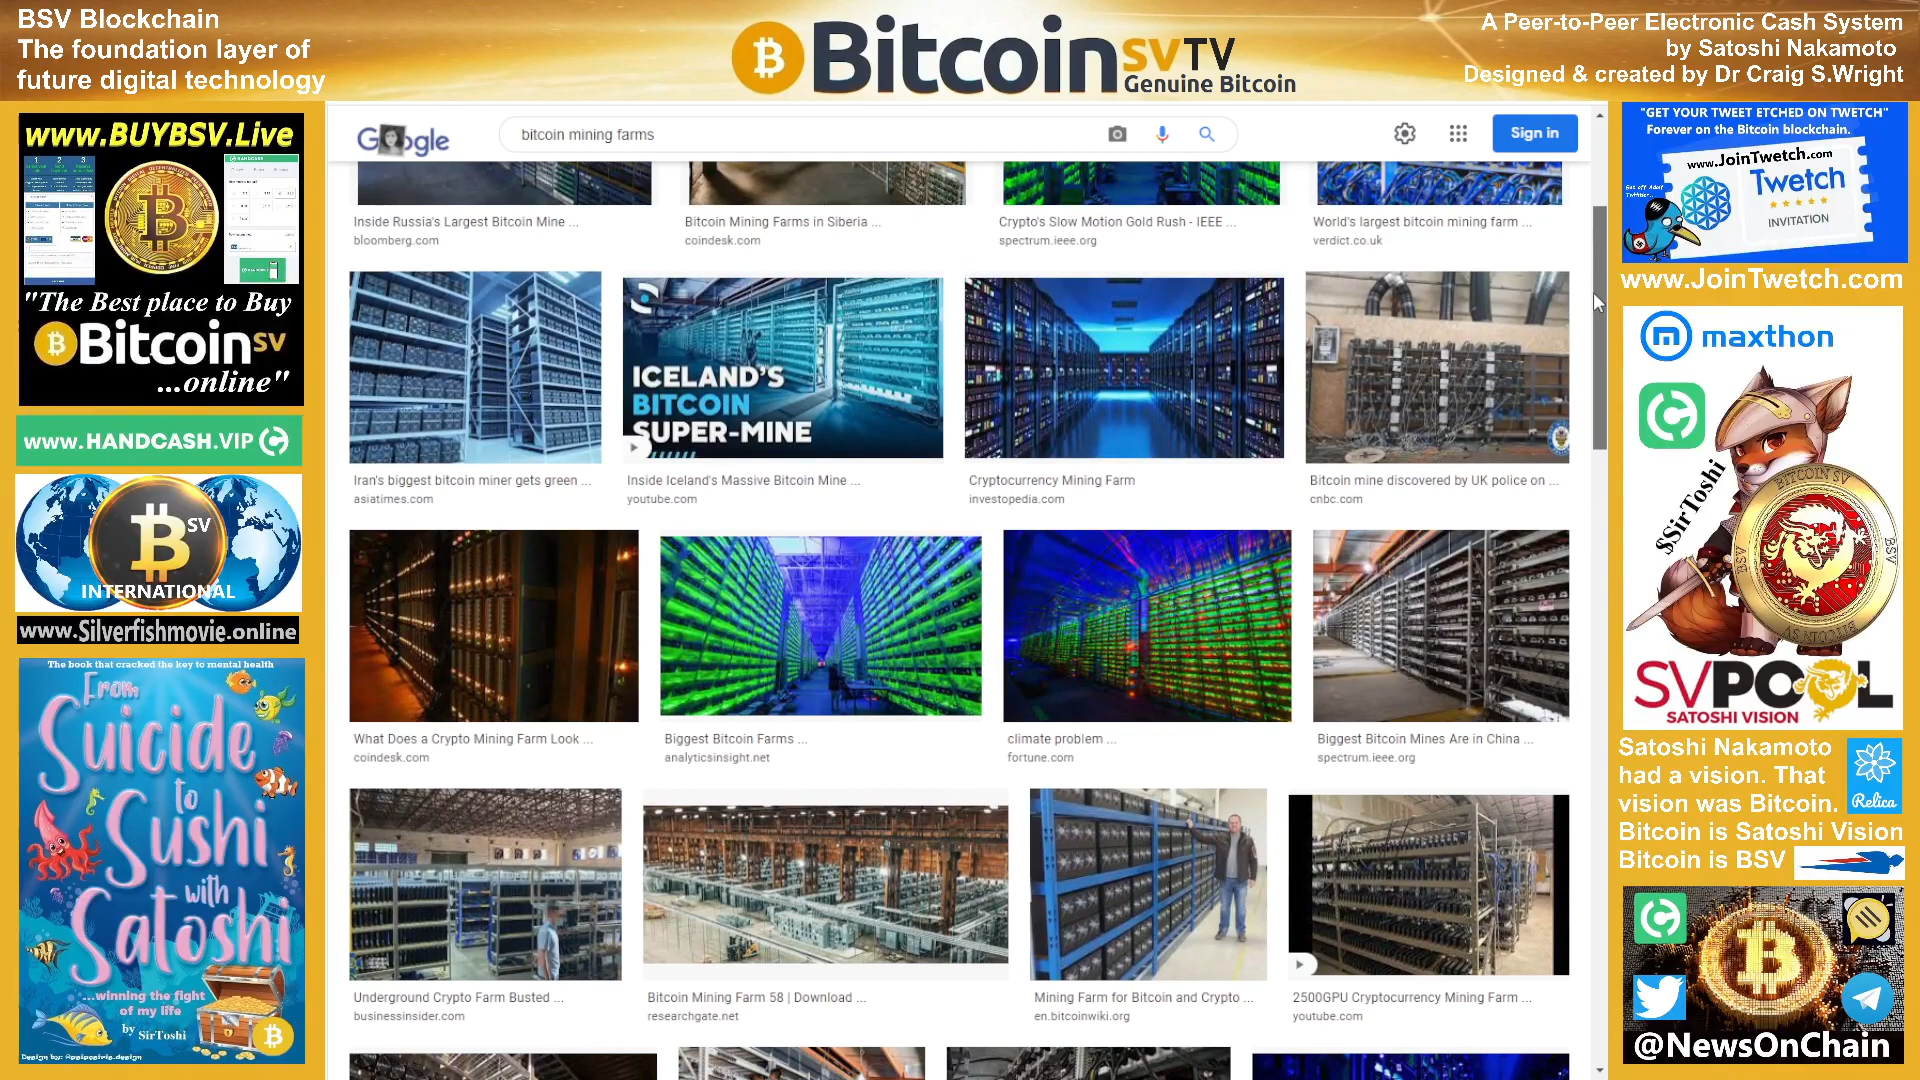 BSV Blockchain
The foundation layer of
future digital technology
Bitcoin SVTV
Genuine Bitcoin
A Peer-to-Peer Electronic Cash System
by Satoshi Nakamoto
Designed & created by Dr Craig S.Wright
www.BUYBSV.Live
"The Best place to Buy
Bitcoin SV
...online"
www.HANDCASH.VIP
BSV
INTERNATIONAL
www.Silverfishmovie.online
The book that cracked the key to mental health
From
Suicide
to
Sushi
with
Satoshi
...winning the fight
of my life
by SirToshi
Google
bitcoin mining farms
Sign in
Inside Russia's Largest Bitcoin Mine ...
bloomberg.com
Bitcoin Mining Farms in Siberia ...
coindesk.com
Crypto's Slow Motion Gold Rush - IEEE ...
spectrum.ieee.org
World's largest bitcoin mining farm ...
verdict.co.uk
ICELAND'S
BITCOIN
SUPER-MINE
Iran's biggest bitcoin miner gets green ...
asiatimes.com
Inside Iceland's Massive Bitcoin Mine ...
youtube.com
Cryptocurrency Mining Farm
investopedia.com
Bitcoin mine discovered by UK police on ...
cnbc.com
What Does a Crypto Mining Farm Look ...
coindesk.com
Biggest Bitcoin Farms ...
analyticsinsight.net
climate problem ...
fortune.com
Biggest Bitcoin Mines Are in China ...
spectrum.ieee.org
Underground Crypto Farm Busted ...
businessinsider.com
Bitcoin Mining Farm 58 | Download ...
researchgate.net
Mining Farm for Bitcoin and Crypto ...
en.bitcoinwiki.org
2500GPU Cryptocurrency Mining Farm ...
youtube.com
"GET YOUR TWEET ETCHED ON TWETCH"
Forever on the Bitcoin blockchain.
www.JoinTwetch.com
Twetch
INVITATION
www.JoinTwetch.com
maxthon
$SirToshi
BITCOIN SV
BSV
BSV
SVPOOL
SATOSHI VISION
Satoshi Nakamoto
had a vision. That
vision was Bitcoin.
Relica
Bitcoin is Satoshi Vision
Bitcoin is BSV
@NewsOnChain